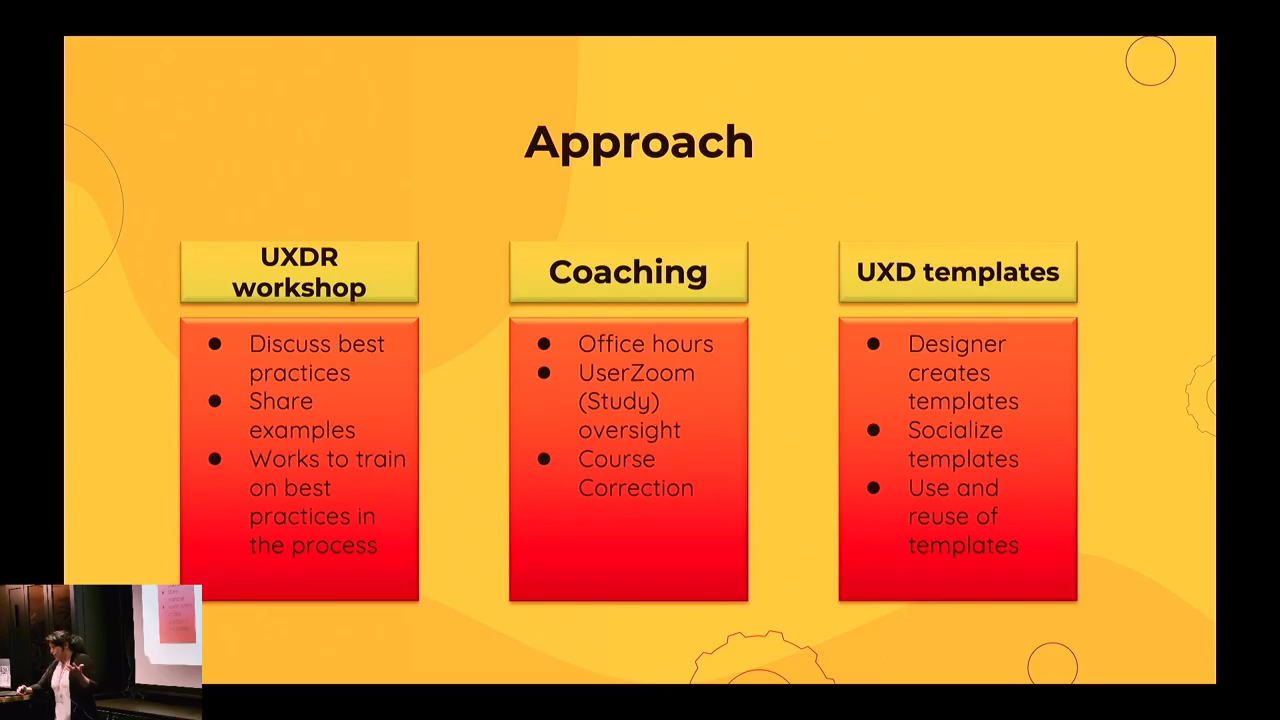 Approach
UXDR
workshop
Discuss best
practices
Share
examples
Works to train
on best
practices in
the process
Coaching
Office hours
UserZoom
(Study)
oversight
Course
Correction
UXD templates
Designer
creates
templates
Socialize
templates
Use and
reuse of
templates